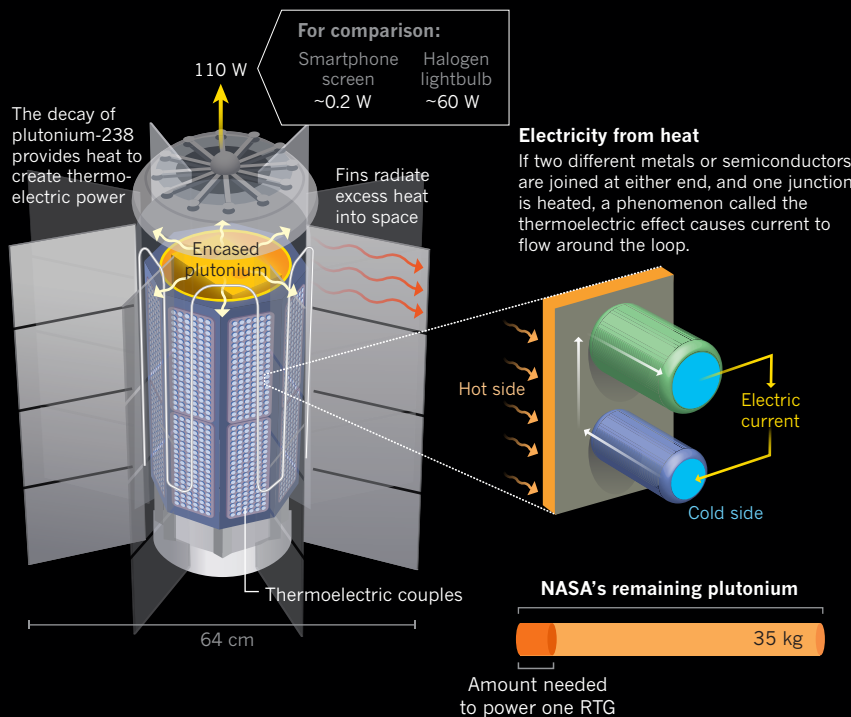 For comparison:
Smartphone
screen
~0.2 W
Halogen
lightbulb
~60 W
110 W
The decay of
plutonium-238
provides heat to
create thermo-
electric power
Fins radiate
excess heat
into space
Encased
plutonium
Thermoelectric couples
64 cm
Electricity from heat
If two different metals or semiconductors
are joined at either end, and one junction
is heated, a phenomenon called the
thermoelectric effect causes current to
flow around the loop.
Hot side
Electric
current
Cold side
NASA’s remaining plutonium
35 kg
Amount needed
to power one RTG